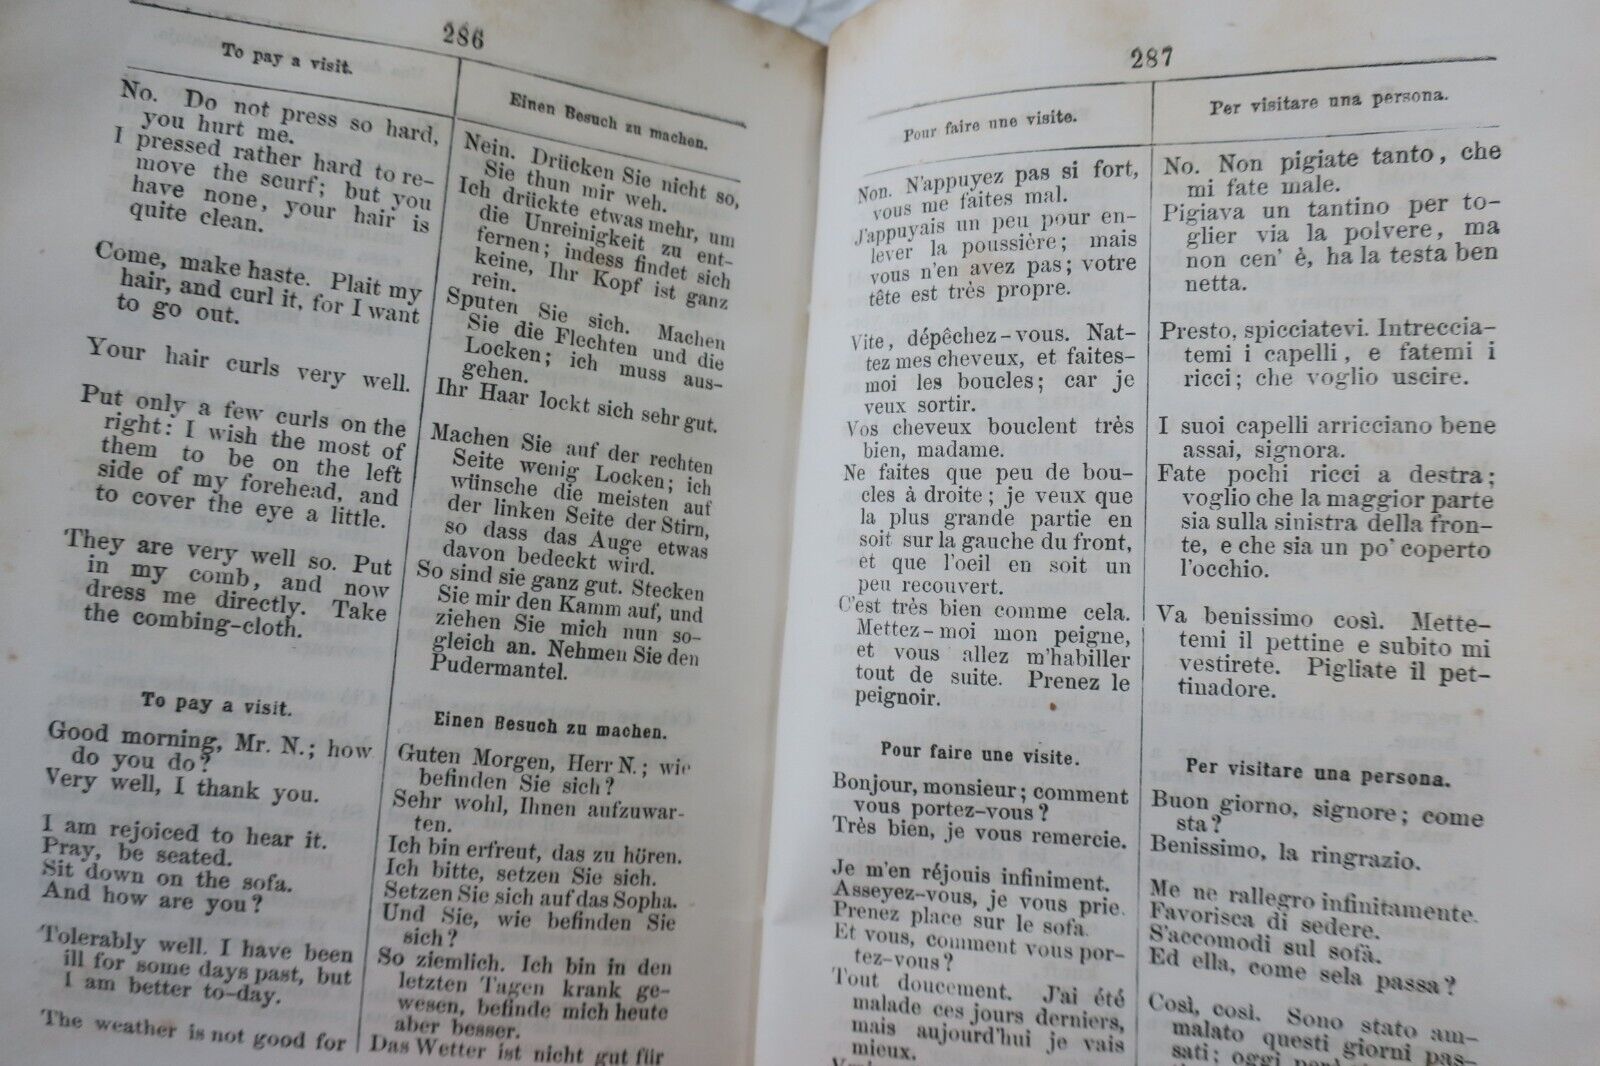 286
To pay a visit.
No. Do not press so hard,
you hurt me.
I pressed rather hard to re-
move the scurf; but you
have none, your hair is
quite clean.
Come, make haste. Plait my
hair, and curl it, for I want
to go out.
Your hair curls very well.
Put only a few curls on the
right: I wish the most of
them to be on the left
side of my forehead, and
to cover the eye a little.
They are very well so. Put
in my comb, and now
dress me directly. Take
the combing-cloth.
To pay a visit.
Good morning, Mr. N.; how
do you do?
Very well, I thank you.
I am rejoiced to hear it.
Pray, be seated.
Sit down on the sofa.
And how are you?
Tolerably well. I have been
ill for some days past, but
I am better to-day.
The weather is not good for
Einen Besuch zu machen.
Nein. Drücken Sie nicht so,
Sie thun mir weh.
Ich drückte etwas mehr, um
die Unreinigkeit zu ent-
fernen; indess findet sich
keine, Ihr Kopf ist ganz
rein.
Sputen Sie sich. Machen
Sie die Flechten und die
Locken; ich muss aus-
gehen.
Ihr Haar lockt sich sehr gut.
Machen Sie auf der rechten
Seite wenig Locken; ich
wünsche die meisten auf
der linken Seite der Stirn,
so dass das Auge etwas
davon bedeckt wird.
So sind sie ganz gut. Stecken
Sie mir den Kamm auf, und
ziehen Sie mich nun so-
gleich an. Nehmen Sie den
Pudermantel.
Einen Besuch zu machen.
Guten Morgen, Herr N.; wie
befinden Sie sich?
Sehr wohl, Ihnen aufzuwar-
ten.
Ich bin erfreut, das zu hören.
Ich bitte, setzen Sie sich.
Setzen Sie sich auf das Sopha.
Und Sie, wie befinden Sie
sich?
So ziemlich. Ich bin in den
letzten Tagen krank ge-
wesen, befinde mich heute
aber besser.
Das Wetter ist nicht gut für
287
Pour faire une visite.
Non. N'appuyez pas si fort,
vous me faites mal.
J'appuyais un peu pour en-
lever la poussière; mais
vous n'en avez pas; votre
tête est très propre.
Vite, dépêchez-vous. Nat-
tez mes cheveux, et faites-
moi les boucles; car je
veux sortir.
Vos cheveux bouclent très
bien, madame.
Ne faites que peu de bou-
cles à droite; je veux que
la plus grande partie en
soit sur la gauche du front,
et que l'oeil en soit un
peu recouvert.
C'est très bien comme cela.
Mettez-moi mon peigne,
et vous allez m'habiller
tout de suite. Prenez le
peignoir.
Pour faire une visite.
Bonjour, monsieur; comment
vous portez-vous?
Très bien, je vous remercie.
Je m'en réjouis infiniment.
Asseyez-vous, je vous prie.
Prenez place sur le sofa.
Et vous, comment vous por-
tez-vous?
Tout doucement. J'ai été
malade ces jours derniers,
mais aujourd'hui je vais
mieux.
Per visitare una persona.
No. Non pigiate tanto, che
mi fate male.
Pigiava un tantino per to-
glier via la polvere, ma
non cen' è, ha la testa ben
netta.
Presto, spicciatevi. Intreccia-
temi i capelli, e fatemi i
ricci; che voglio uscire.
I suoi capelli arricciano bene
assai, signora.
Fate pochi ricci a destra;
voglio che la maggior parte
sia sulla sinistra della fron-
te, e che sia un po' coperto
l'occhio.
Va benissimo così. Mette-
temi il pettine e subito mi
vestirete. Pigliate il pet-
tinadore.
Per visitare una persona.
Buon giorno, signore; come
sta?
Benissimo, la ringrazio.
Me ne rallegro infinitamente.
Favorisca di sedere.
S'accomodi sul sofà.
Ed ella, come sela passa?
Così, così. Sono stato am-
malato questi giorni pas-
sati; oggi